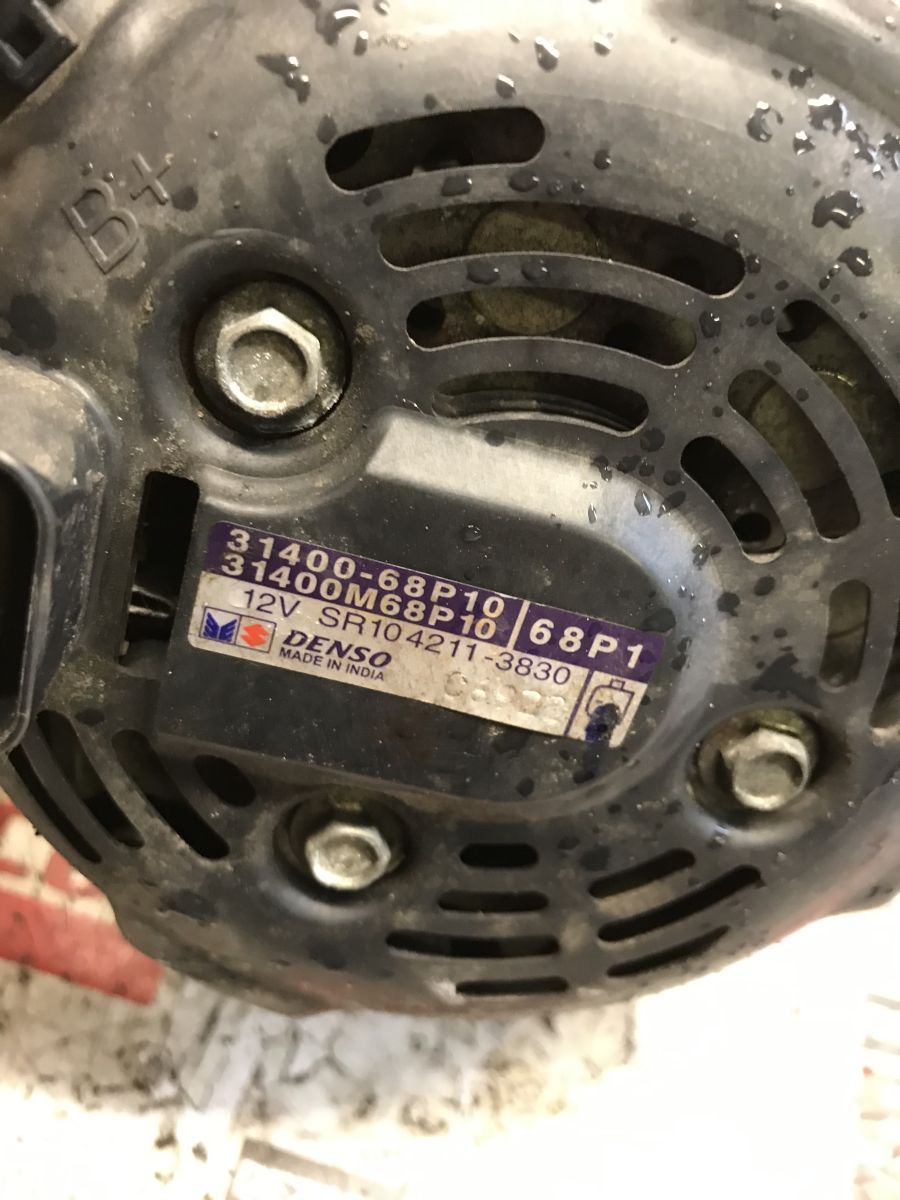 B+
31400-68P10
31400M68P10
68P1
12V SR10 4211-3830
DENSO
MADE IN INDIA